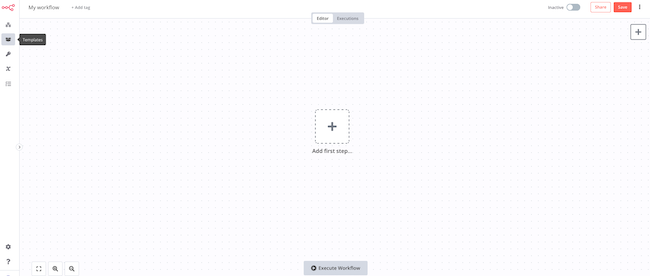 My workflow
+ Add tag
Inactive
Share
Save
Editor
Executions
Templates
Add first step...
Execute Workflow